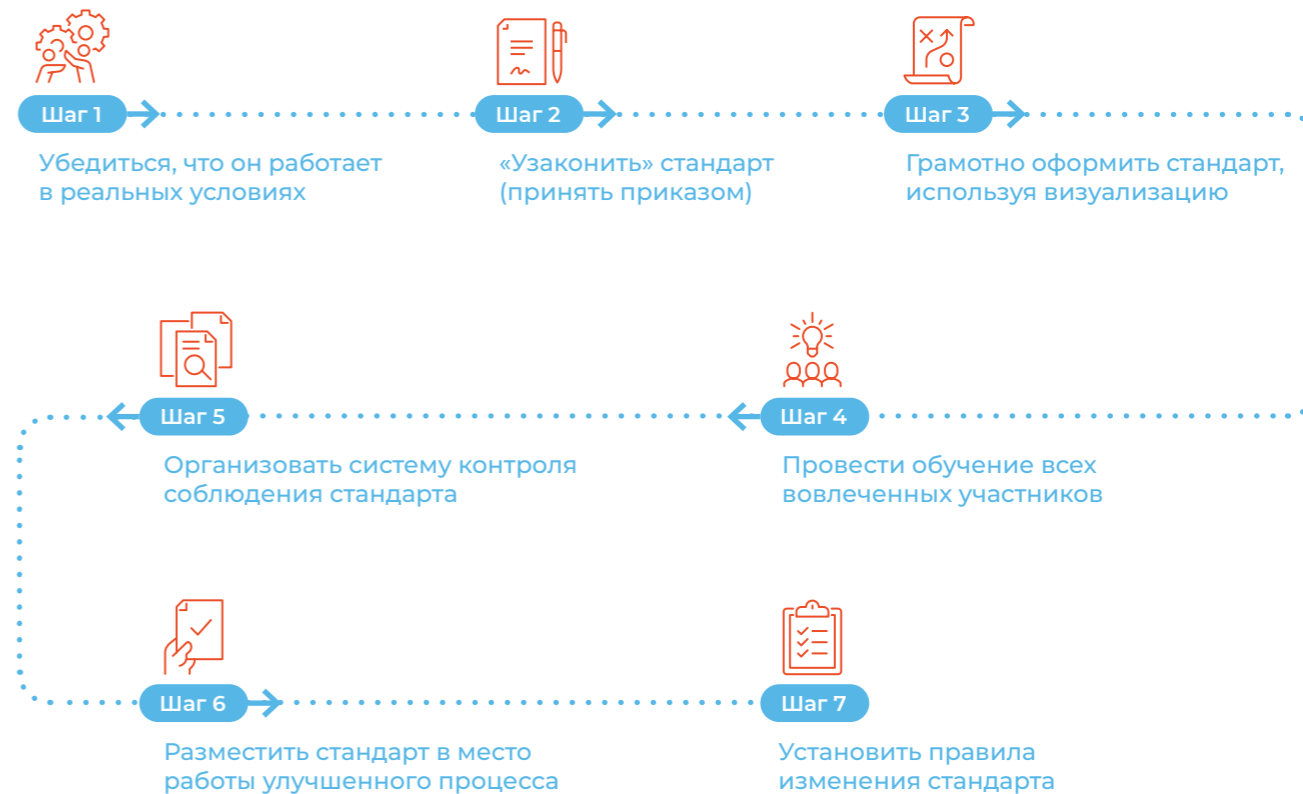 Шаг 1
Убедиться, что он работает
в реальных условиях
Шаг 2
«Узаконить» стандарт
(принять приказом)
Шаг 3
Грамотно оформить стандарт,
используя визуализацию
Шаг 4
Провести обучение всех
вовлеченных участников
Шаг 5
Организовать систему контроля
соблюдения стандарта
Шаг 6
Разместить стандарт в место
работы улучшенного процесса
Шаг 7
Установить правила
изменения стандарта